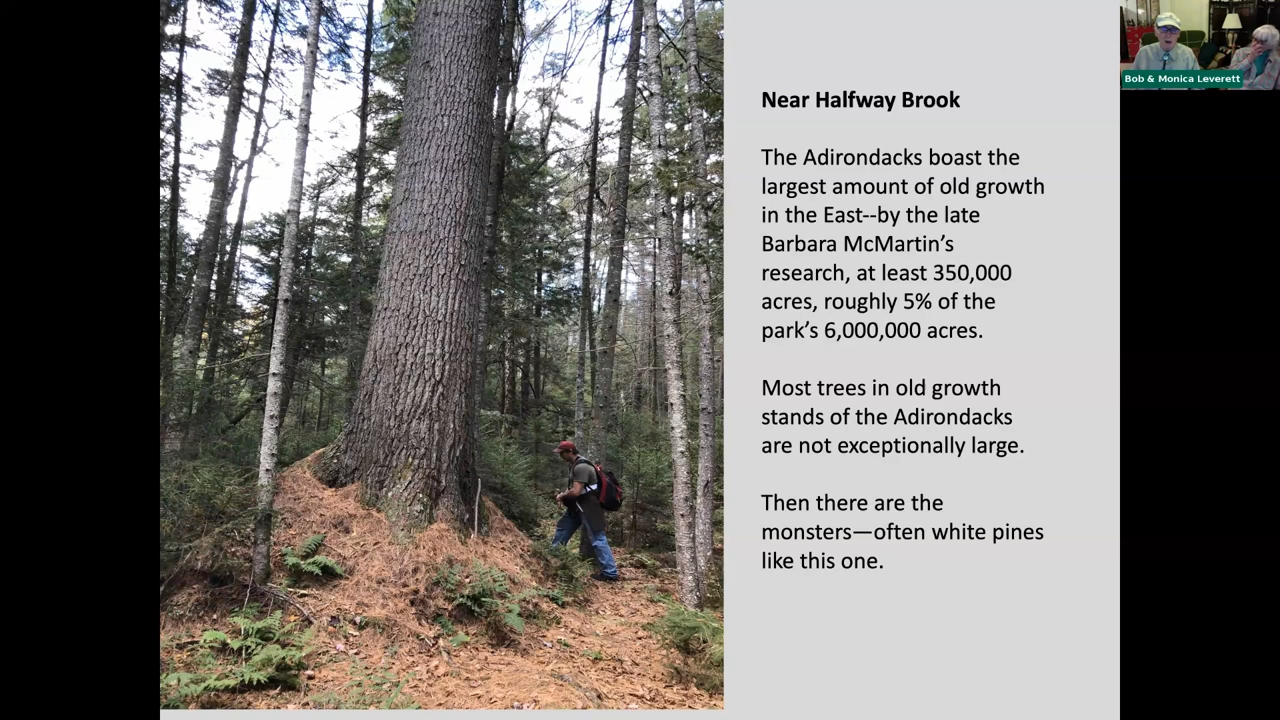 Near Halfway Brook
The Adirondacks boast the
largest amount of old growth
in the East--by the late
Barbara McMartin’s
research, at least 350,000
acres, roughly 5% of the
park’s 6,000,000 acres.
Most trees in old growth
stands of the Adirondacks
are not exceptionally large.
Then there are the
monsters—often white pines
like this one.
Bob & Monica Leverett